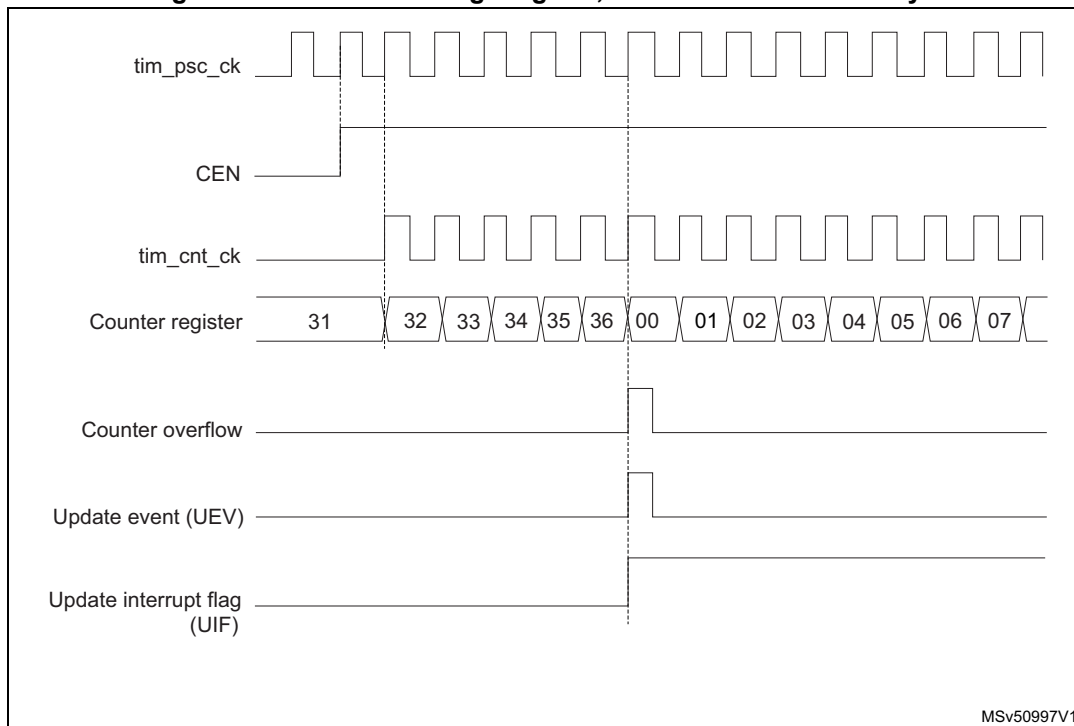 tim_psc_ck
CEN
tim_cnt_ck
Counter register 31 32 33 34 35 36 00 01 02 03 04 05 06 07
Counter overflow
Update event (UEV)
Update interrupt flag
(UIF)
MSv50997V1